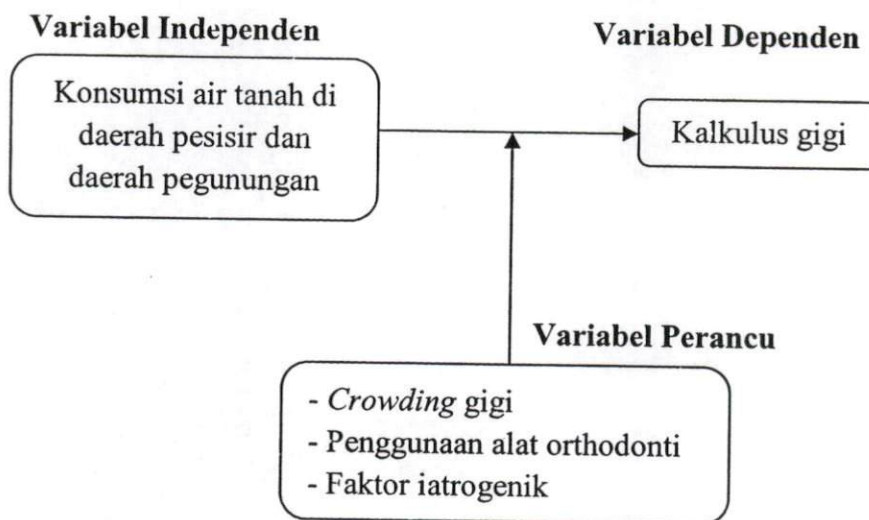 Variabel Independen
Variabel Dependen
Konsumsi air tanah di
daerah pesisir dan
daerah pegunungan
Kalkulus gigi
Variabel Perancu
- Crowding gigi
- Penggunaan alat orthodonti
- Faktor iatrogenik